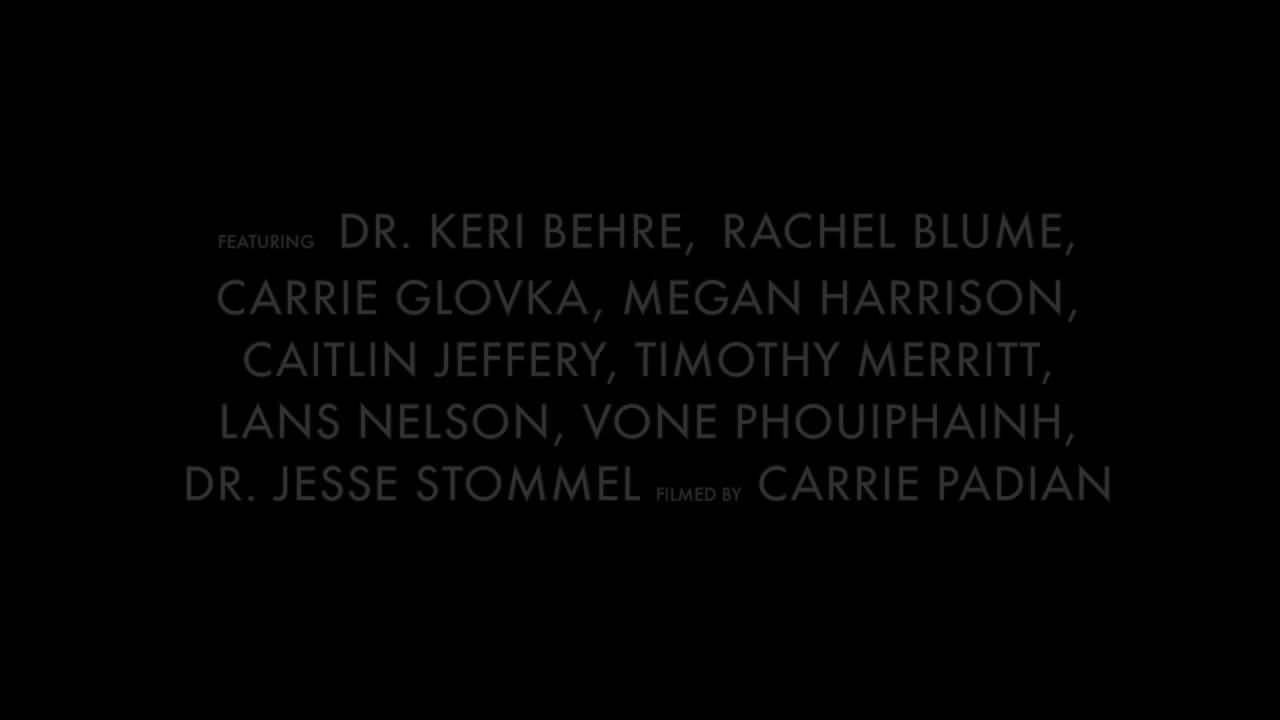 FEATURING DR. KERI BEHRE, RACHEL BLUME,
CARRIE GLOVKA, MEGAN HARRISON,
CAITLIN JEFFERY, TIMOTHY MERRITT,
LANS NELSON, VONE PHOUIPHAINH,
DR. JESSE STOMMEL FILMED BY CARRIE PADIAN